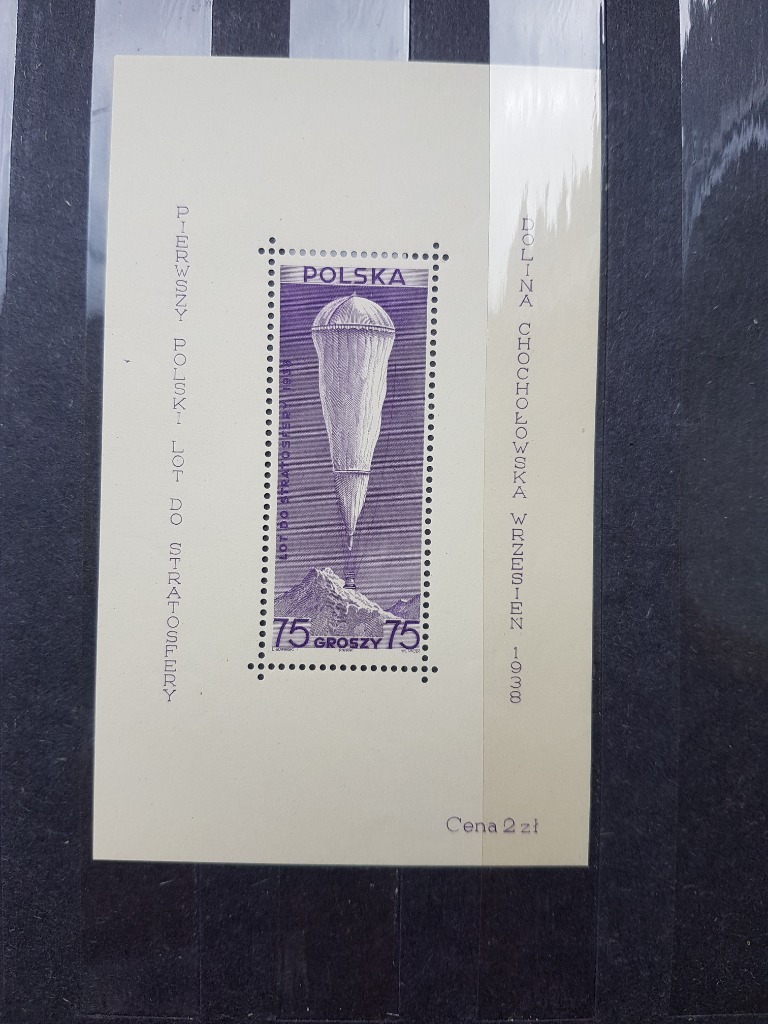 PIERWSZY POLSKI LOT DO STRATOSFERY
POLSKA
LOT DO STRATOSFERY 1938
75 GROSZY 75
DOLINA CHOCHOŁOWSKA WRZESIEN 1938
Cena 2 zł